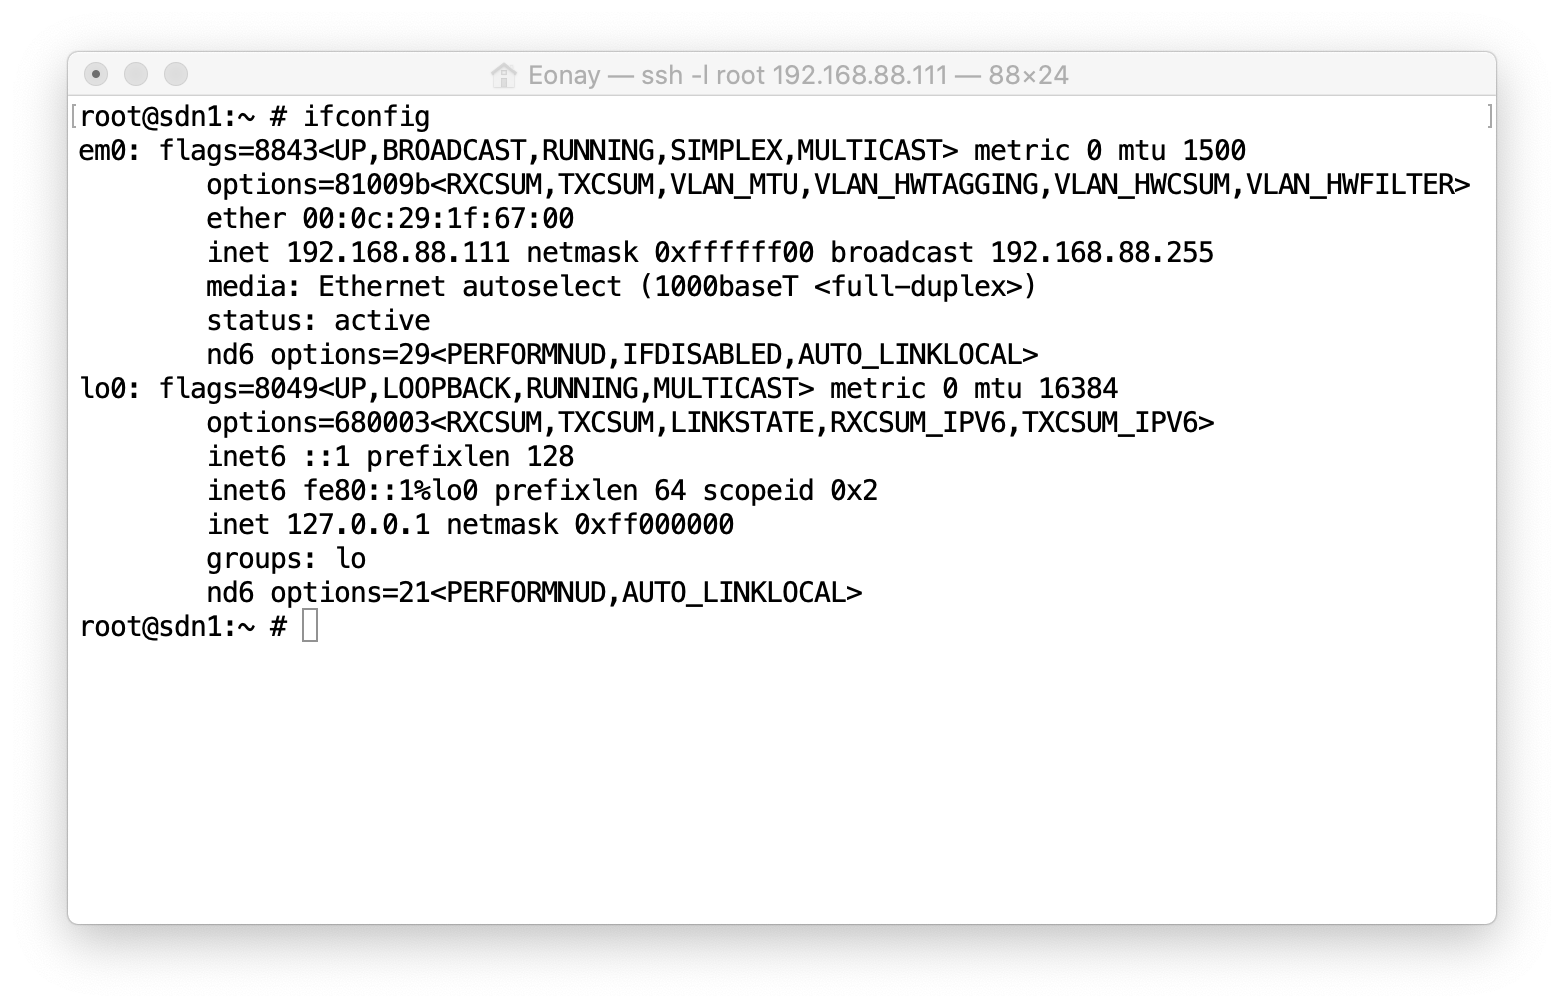 Eonay — ssh -l root 192.168.88.111 — 88×24
[root@sdn1:~ # ifconfig ]
em0: flags=8843<UP,BROADCAST,RUNNING,SIMPLEX,MULTICAST> metric 0 mtu 1500
options=81009b<RXCSUM,TXCSUM,VLAN_MTU,VLAN_HWTAGGING,VLAN_HWCSUM,VLAN_HWFILTER>
ether 00:0c:29:1f:67:00
inet 192.168.88.111 netmask 0xffffff00 broadcast 192.168.88.255
media: Ethernet autoselect (1000baseT <full-duplex>)
status: active
nd6 options=29<PERFORMNUD,IFDISABLED,AUTO_LINKLOCAL>
lo0: flags=8049<UP,LOOPBACK,RUNNING,MULTICAST> metric 0 mtu 16384
options=680003<RXCSUM,TXCSUM,LINKSTATE,RXCSUM_IPV6,TXCSUM_IPV6>
inet6 ::1 prefixlen 128
inet6 fe80::1%lo0 prefixlen 64 scopeid 0x2
inet 127.0.0.1 netmask 0xff000000
groups: lo
nd6 options=21<PERFORMNUD,AUTO_LINKLOCAL>
root@sdn1:~ #